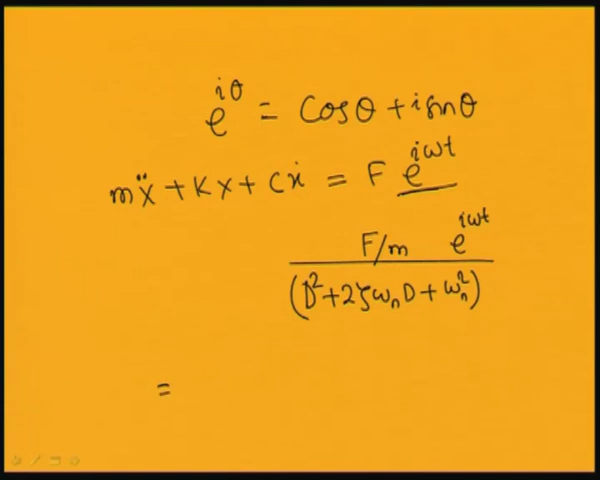 e^{iθ} = Cosθ + i sinθ
mẍ + Kx + Cẋ = F e^{iωt}
F/m e^{iωt}
(D² + 2ζω_n D + ω_n²)
=